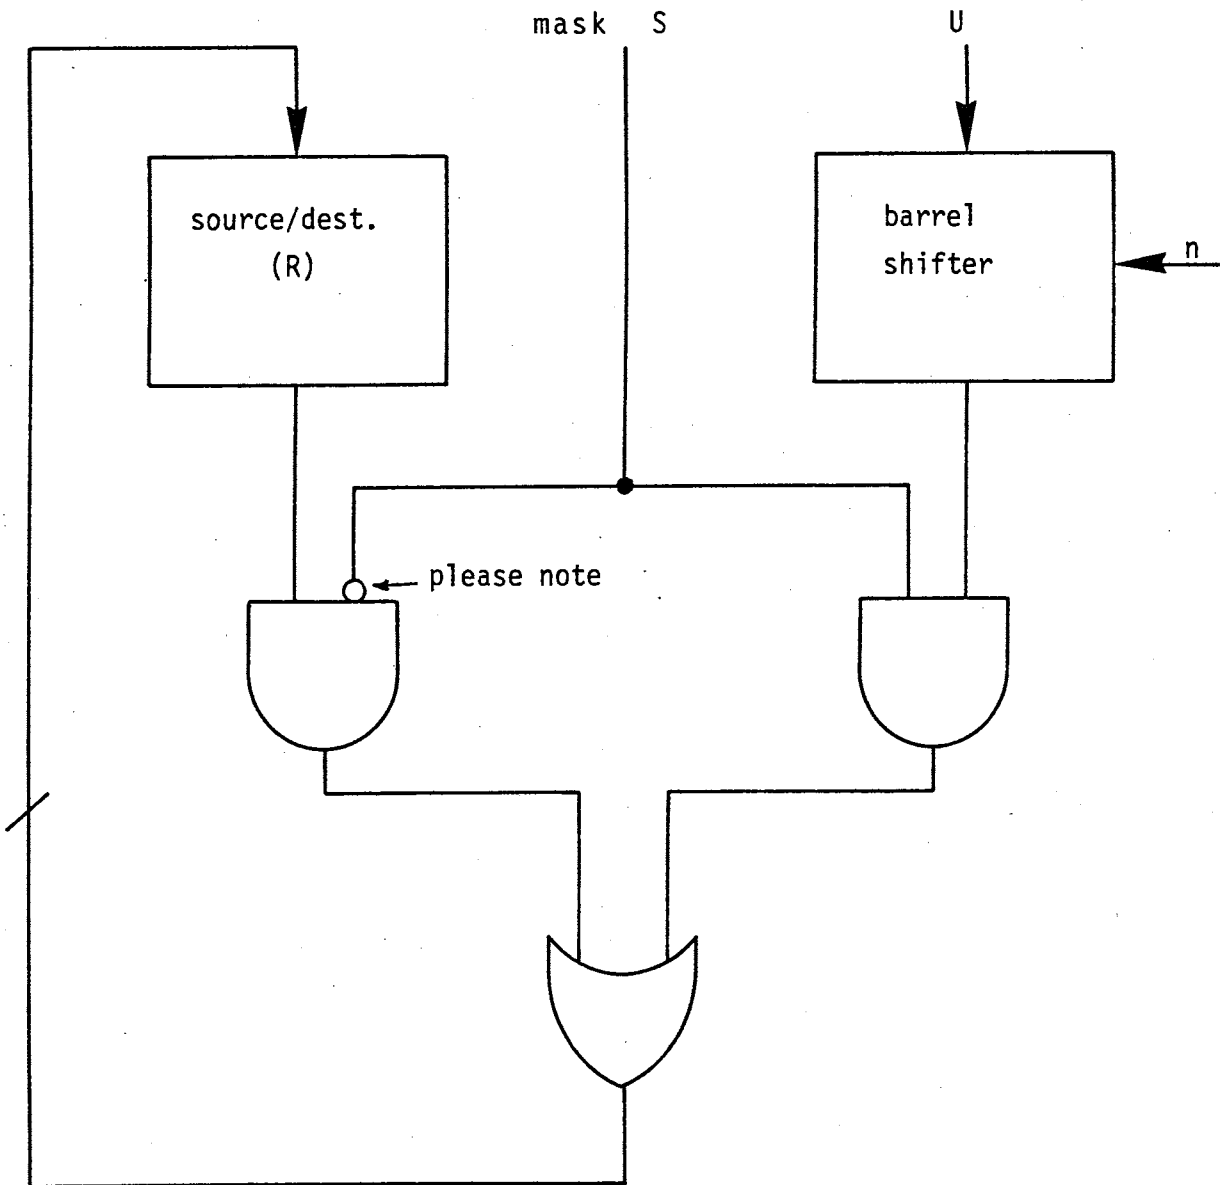 mask S
U
source/dest.
(R)
barrel
shifter
n
please note